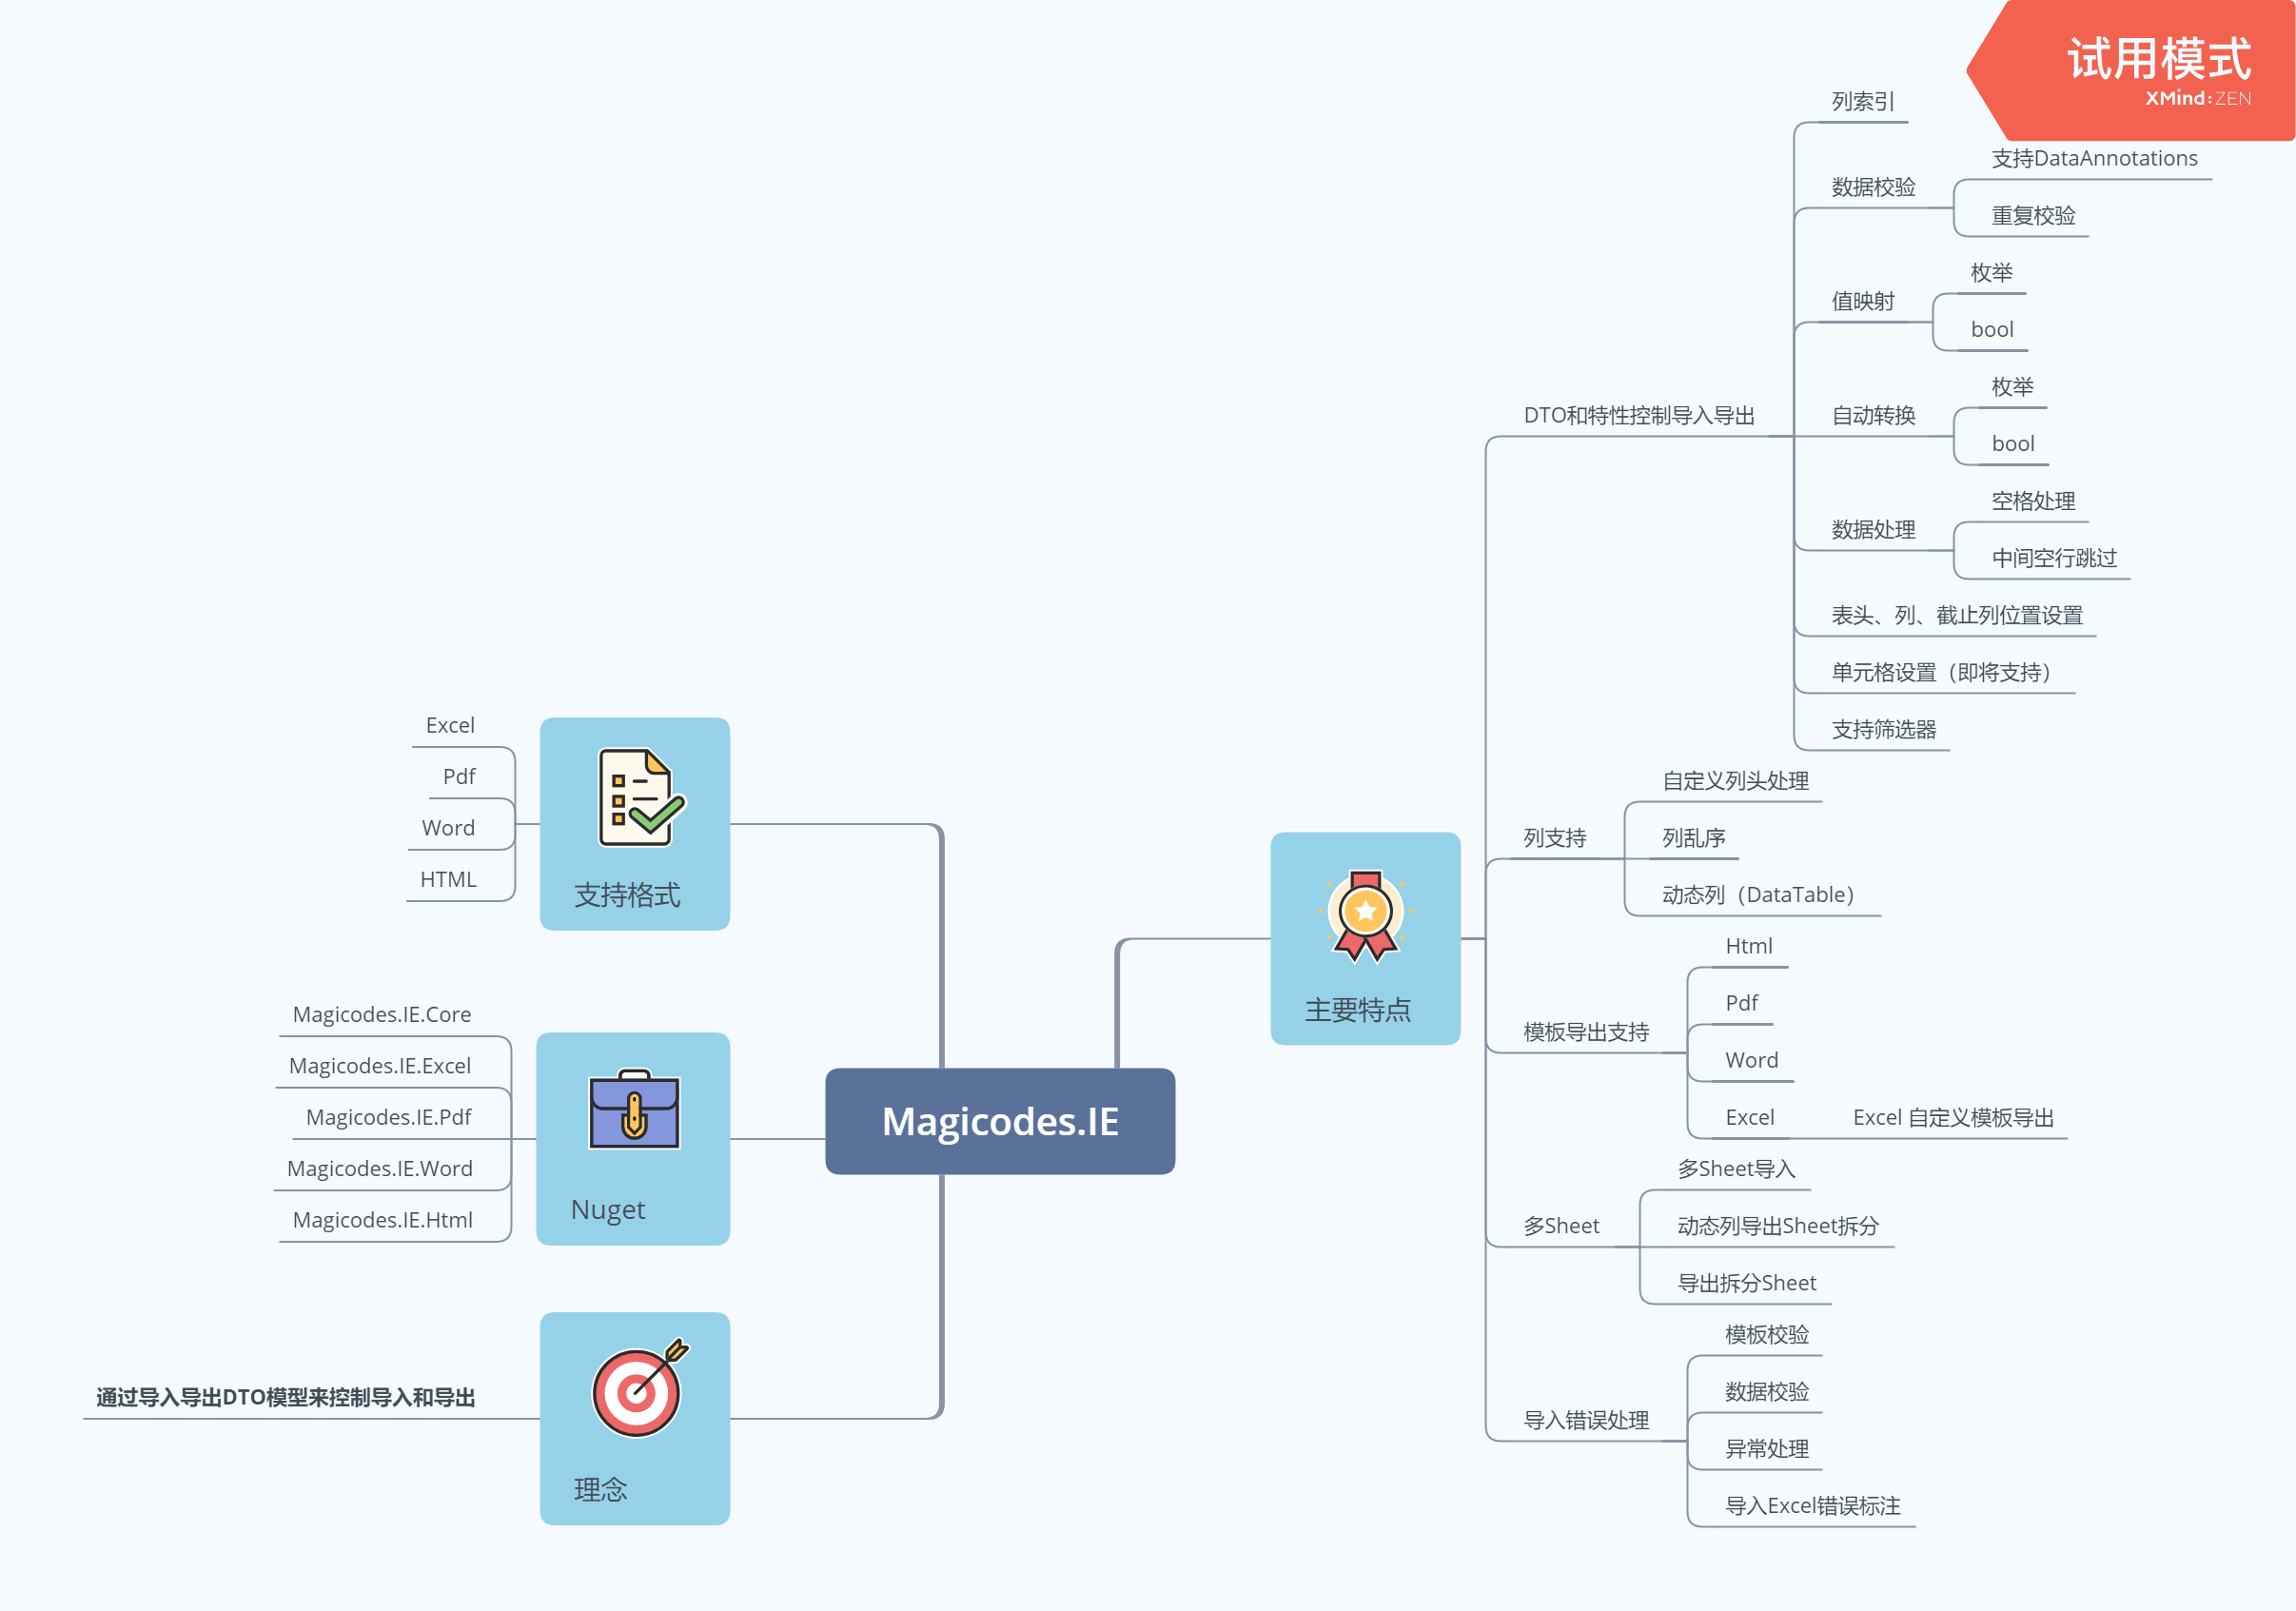 试用模式
XMind:ZEN
Magicodes.IE
主要特点
DTO和特性控制导入导出
列索引
数据校验
支持DataAnnotations
重复校验
值映射
枚举
bool
自动转换
枚举
bool
数据处理
空格处理
中间空行跳过
表头、列、截止列位置设置
单元格设置（即将支持）
支持筛选器
列支持
自定义列头处理
列乱序
动态列（DataTable）
模板导出支持
Html
Pdf
Word
Excel
Excel 自定义模板导出
多Sheet
多Sheet导入
动态列导出Sheet拆分
导出拆分Sheet
导入错误处理
模板校验
数据校验
异常处理
导入Excel错误标注
支持格式
Excel
Pdf
Word
HTML
Nuget
Magicodes.IE.Core
Magicodes.IE.Excel
Magicodes.IE.Pdf
Magicodes.IE.Word
Magicodes.IE.Html
理念
通过导入导出DTO模型来控制导入和导出